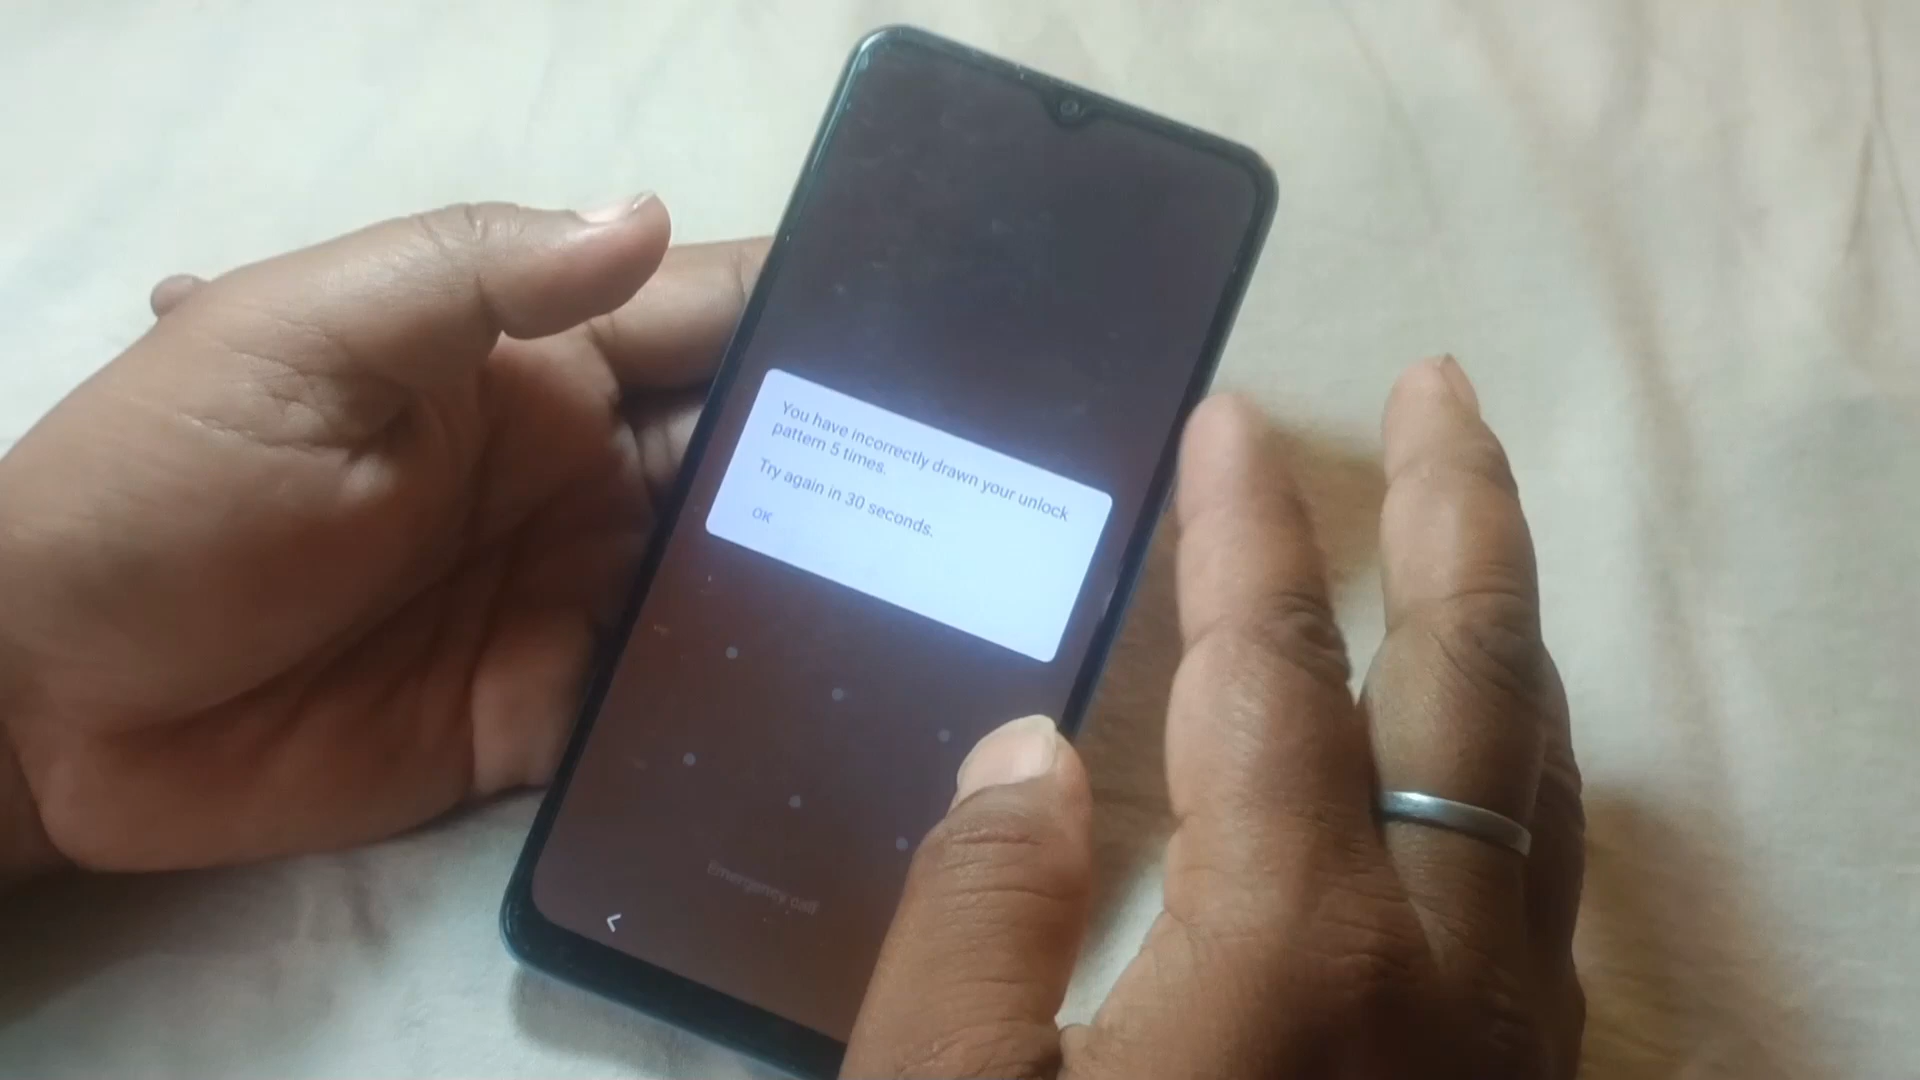 You have incorrectly drawn your unlock
pattern 5 times.
Try again in 30 seconds.
OK
Emergency call